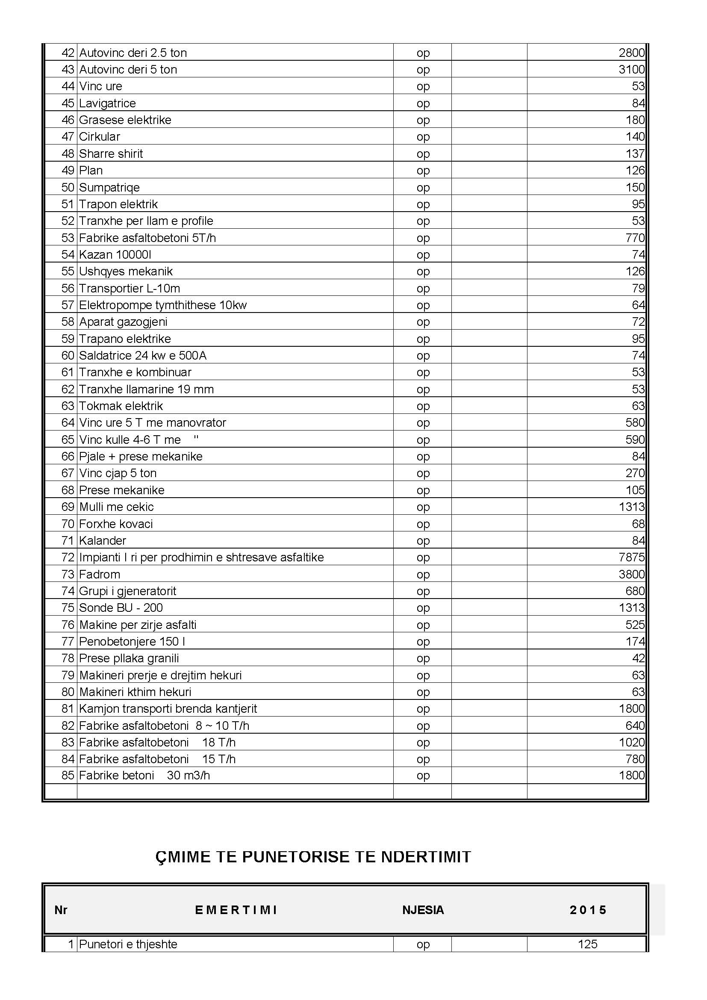 42 Autovinc deri 2.5 ton op 2800
43 Autovinc deri 5 ton op 3100
44 Vinc ure op 53
45 Lavigatrice op 84
46 Grasese elektrike op 180
47 Cirkular op 140
48 Sharre shirit op 137
49 Plan op 126
50 Sumpatriqe op 150
51 Trapon elektrik op 95
52 Tranxhe per llam e profile op 53
53 Fabrike asfaltobetoni 5T/h op 770
54 Kazan 10000l op 74
55 Ushqyes mekanik op 126
56 Transportier L-10m op 79
57 Elektropompe tymthithese 10kw op 64
58 Aparat gazogjeni op 72
59 Trapano elektrike op 95
60 Saldatrice 24 kw e 500A op 74
61 Tranxhe e kombinuar op 53
62 Tranxhe llamarine 19 mm op 53
63 Tokmak elektrik op 63
64 Vinc ure 5 T me manovrator op 580
65 Vinc kulle 4-6 T me " op 590
66 Pjale + prese mekanike op 84
67 Vinc cjap 5 ton op 270
68 Prese mekanike op 105
69 Mulli me cekic op 1313
70 Forxhe kovaci op 68
71 Kalander op 84
72 Impianti I ri per prodhimin e shtresave asfaltike op 7875
73 Fadrom op 3800
74 Grupi i gjeneratorit op 680
75 Sonde BU - 200 op 1313
76 Makine per zirje asfalti op 525
77 Penobetonjere 150 l op 174
78 Prese pllaka granili op 42
79 Makineri prerje e drejtim hekuri op 63
80 Makineri kthim hekuri op 63
81 Kamjon transporti brenda kantjerit op 1800
82 Fabrike asfaltobetoni 8 ~ 10 T/h op 640
83 Fabrike asfaltobetoni 18 T/h op 1020
84 Fabrike asfaltobetoni 15 T/h op 780
85 Fabrike betoni 30 m3/h op 1800
ÇMIME TE PUNETORISE TE NDERTIMIT
Nr E M E R T I M I NJESIA 2 0 1 5
1 Punetori e thjeshte op 125